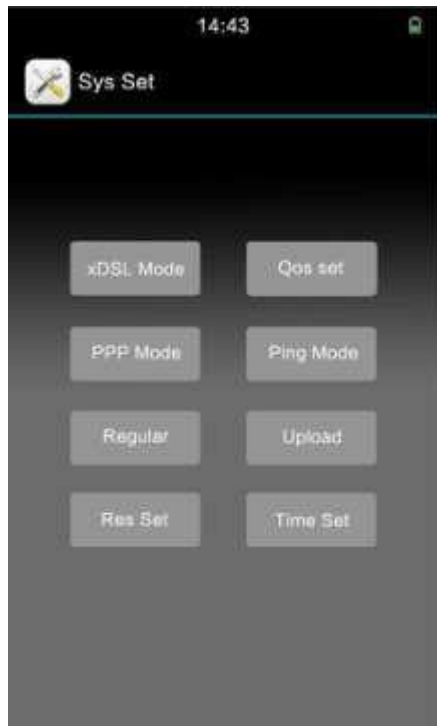 14:43
Sys Set
xDSL Mode
Qos set
PPP Mode
Ping Mode
Regular
Upload
Res Set
Time Set